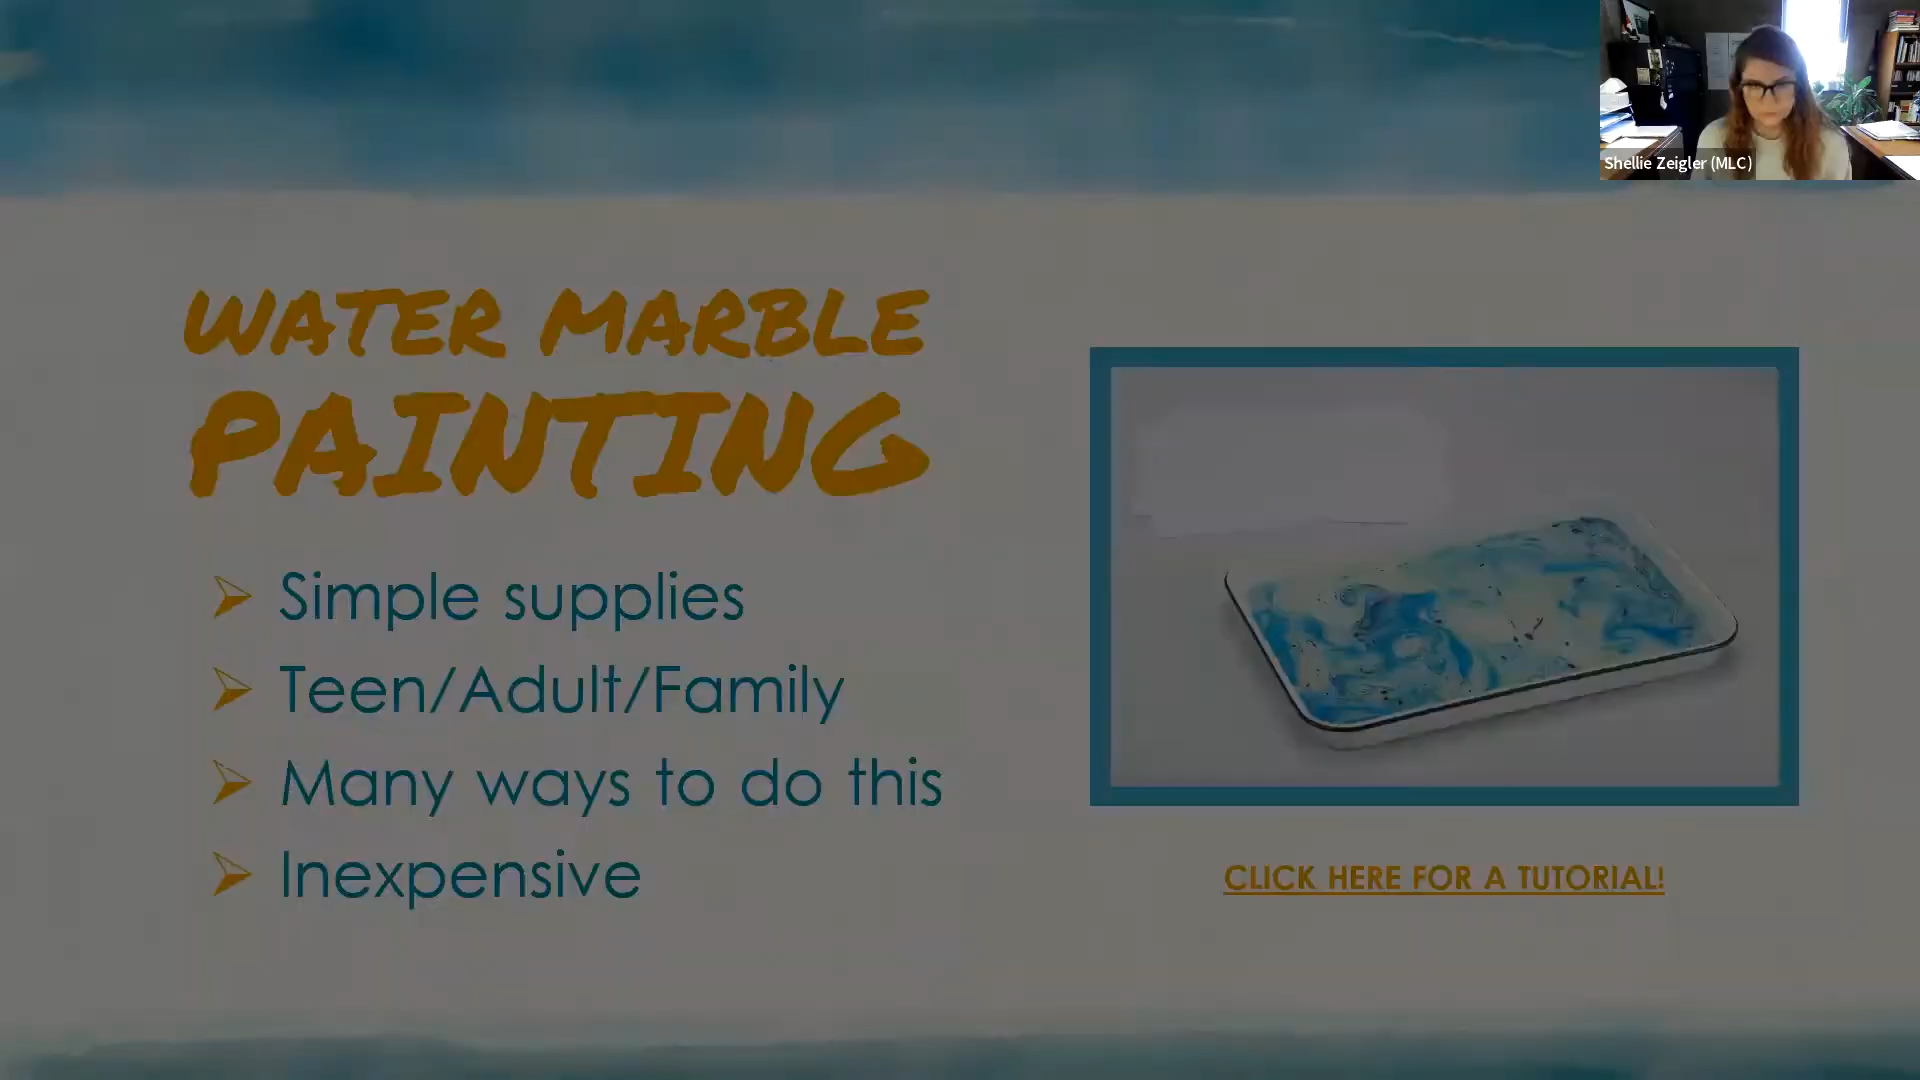 Shellie Zeigler (MLC)
WATER MARBLE
PAINTING
Simple supplies
Teen/Adult/Family
Many ways to do this
Inexpensive
CLICK HERE FOR A TUTORIAL!